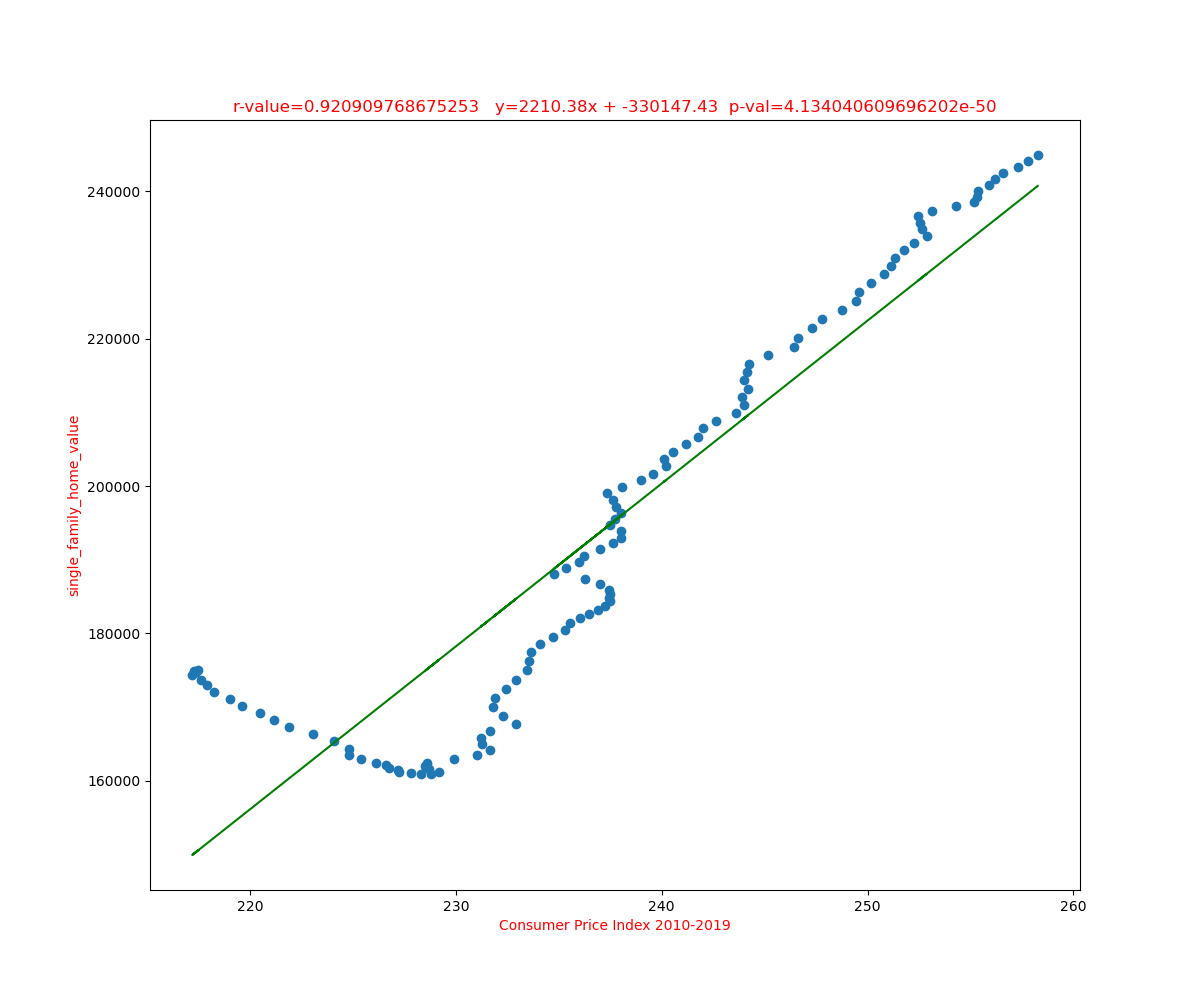 r-value=0.920909768675253   y=2210.38x + -330147.43  p-val=4.134040609696202e-50
240000
220000
200000
180000
160000
single_family_home_value
220 230 240 250 260
Consumer Price Index 2010-2019